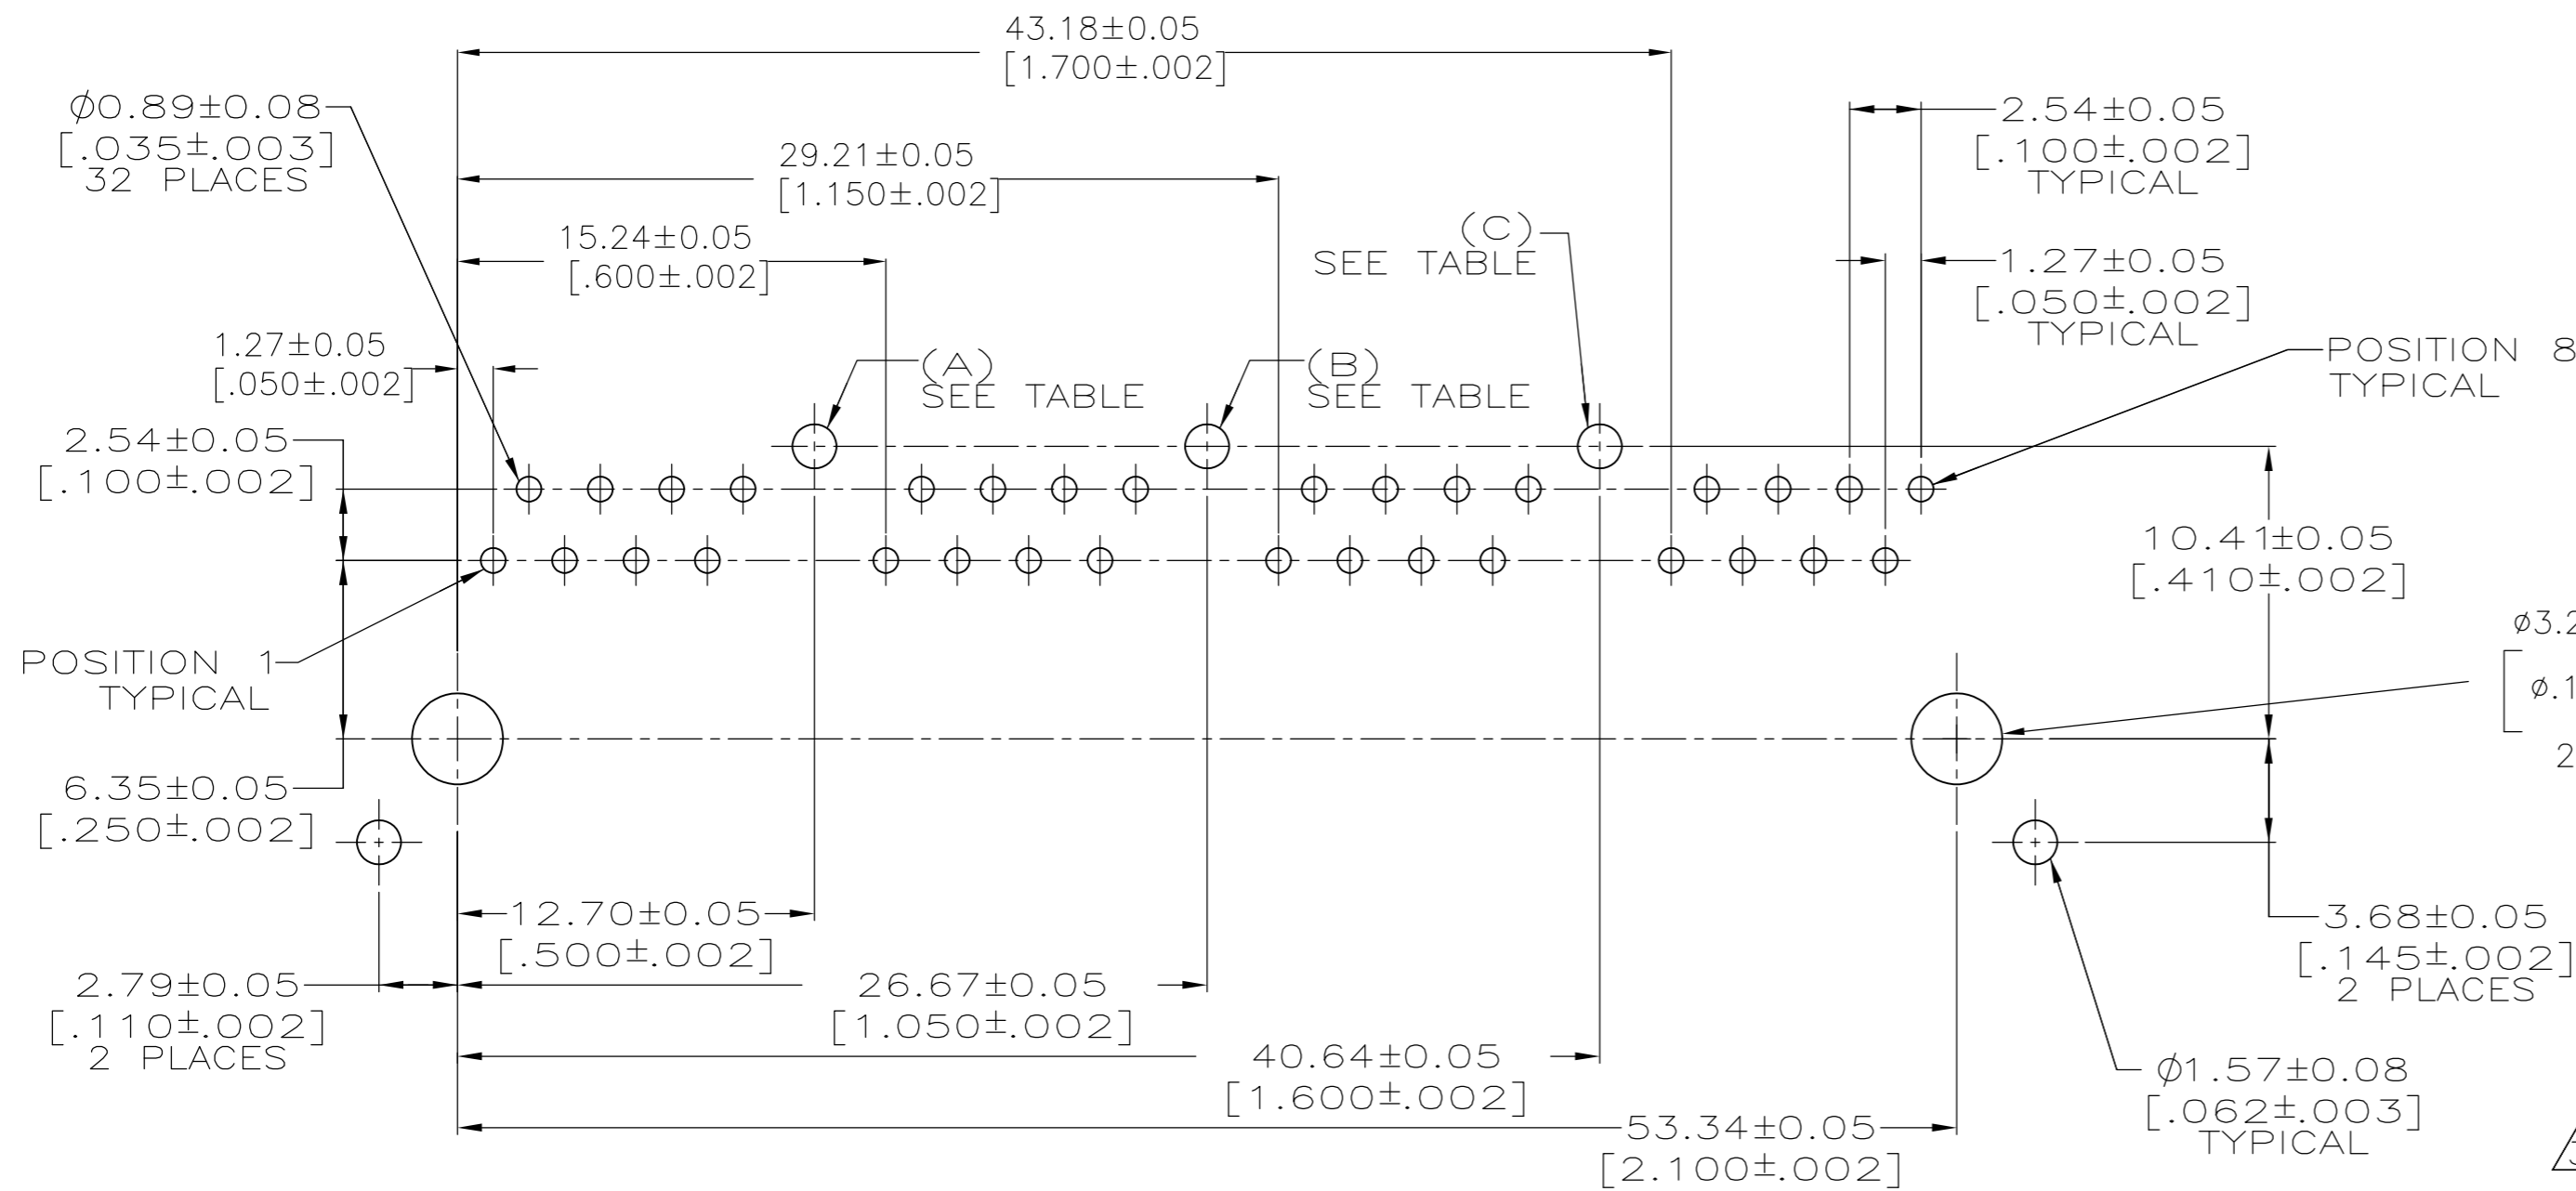 43.18±0.05
[1.700±.002]
Ø0.89±0.08
[.035±.003]
32 PLACES
2.54±0.05
[.100±.002]
TYPICAL
29.21±0.05
[1.150±.002]
(C)
SEE TABLE
15.24±0.05
[.600±.002]
1.27±0.05
[.050±.002]
TYPICAL
1.27±0.05
[.050±.002]
(A)
SEE TABLE
(B)
SEE TABLE
POSITION 8
TYPICAL
2.54±0.05
[.100±.002]
10.41±0.05
[.410±.002]
POSITION 1
TYPICAL
ø3.2
ø.1
2
6.35±0.05
[.250±.002]
12.70±0.05
[.500±.002]
3.68±0.05
[.145±.002]
2 PLACES
2.79±0.05
[.110±.002]
2 PLACES
26.67±0.05
[1.050±.002]
40.64±0.05
[1.600±.002]
Ø1.57±0.08
[.062±.003]
TYPICAL
53.34±0.05
[2.100±.002]